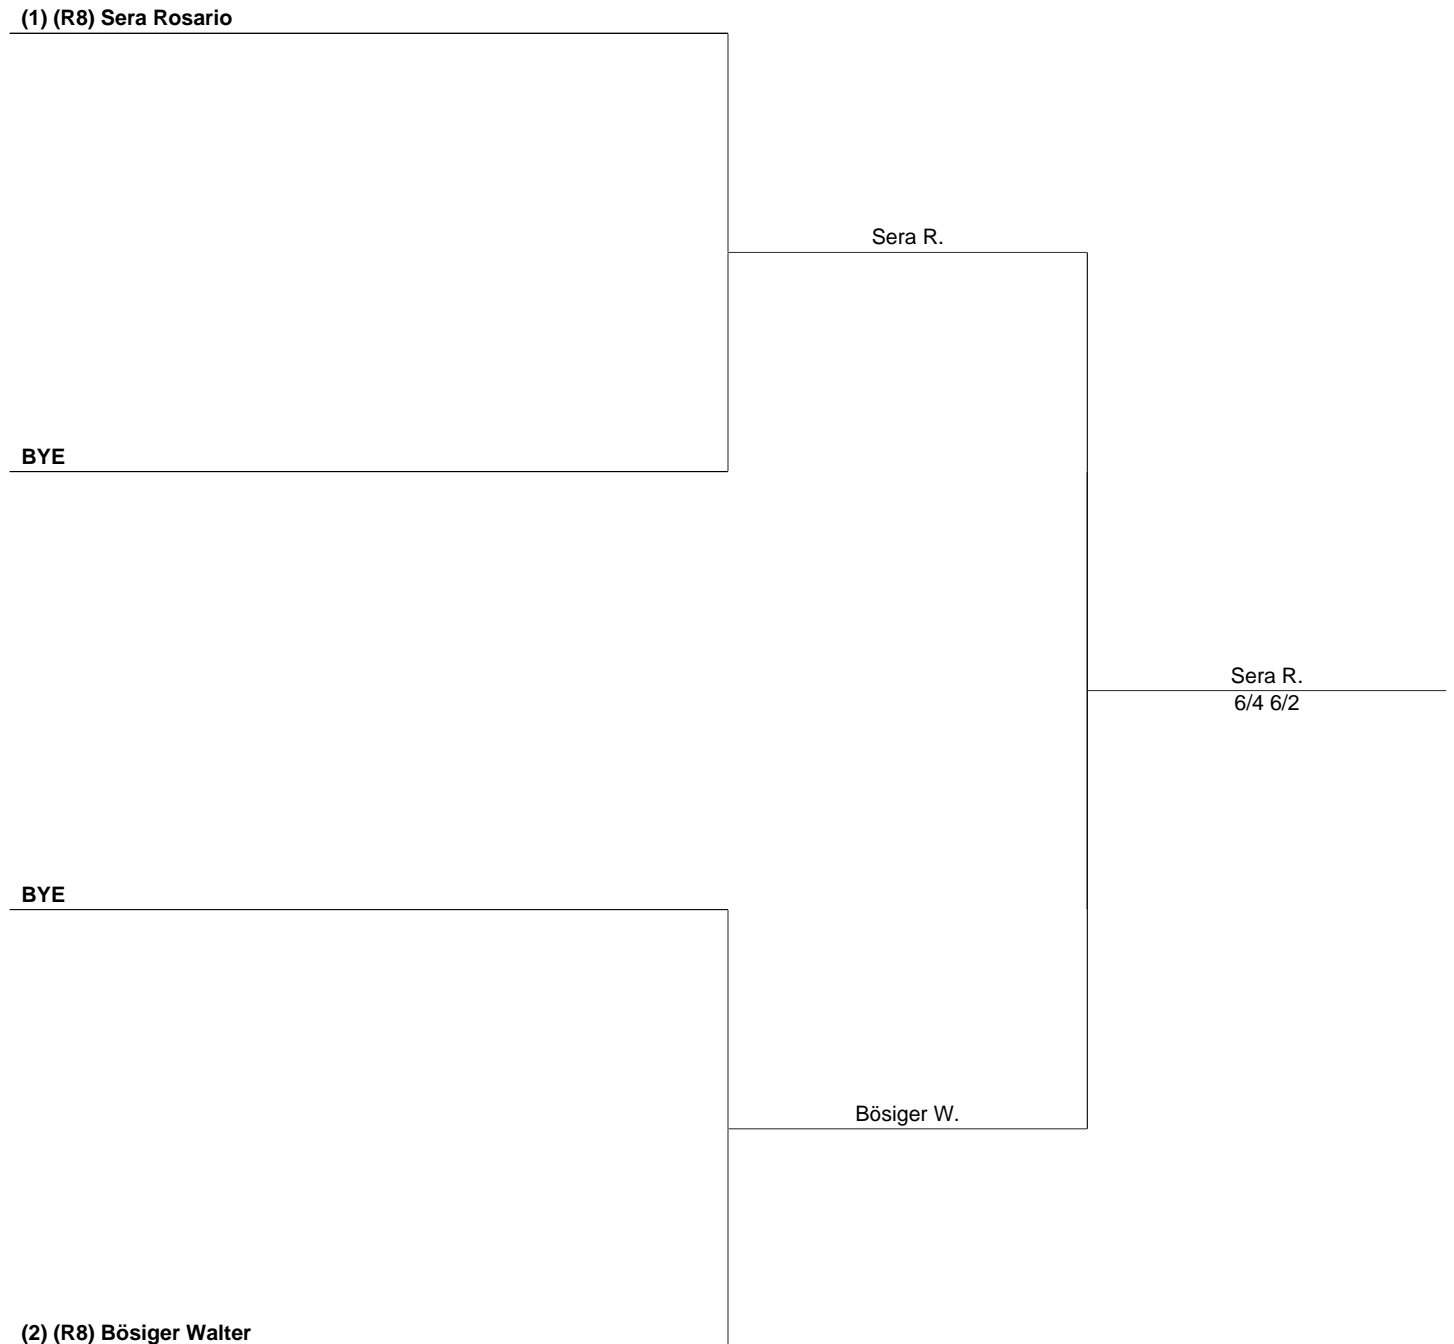 (1) (R8) Sera Rosario
Sera R.
BYE
Sera R.
6/4 6/2
BYE
Bösiger W.
(2) (R8) Bösiger Walter